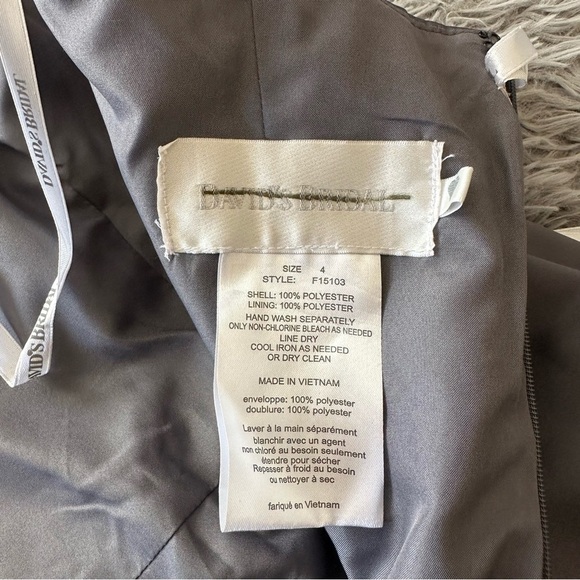 DAVID'S BRIDAL
DAVID'S BRIDAL
DAVID'S BRIDAL
SIZE 4
STYLE: F15103
SHELL: 100% POLYESTER
LINING: 100% POLYESTER
HAND WASH SEPARATELY
ONLY NON-CHLORINE BLEACH AS NEEDED
LINE DRY
COOL IRON AS NEEDED
OR DRY CLEAN
MADE IN VIETNAM
enveloppe: 100% polyester
doublure: 100% polyester
Laver à la main séparément
blanchir avec un agent
non chloré au besoin seulement
étendre pour sécher
Repasser à froid au besoin
ou nettoyer à sec
fariqué en Vietnam